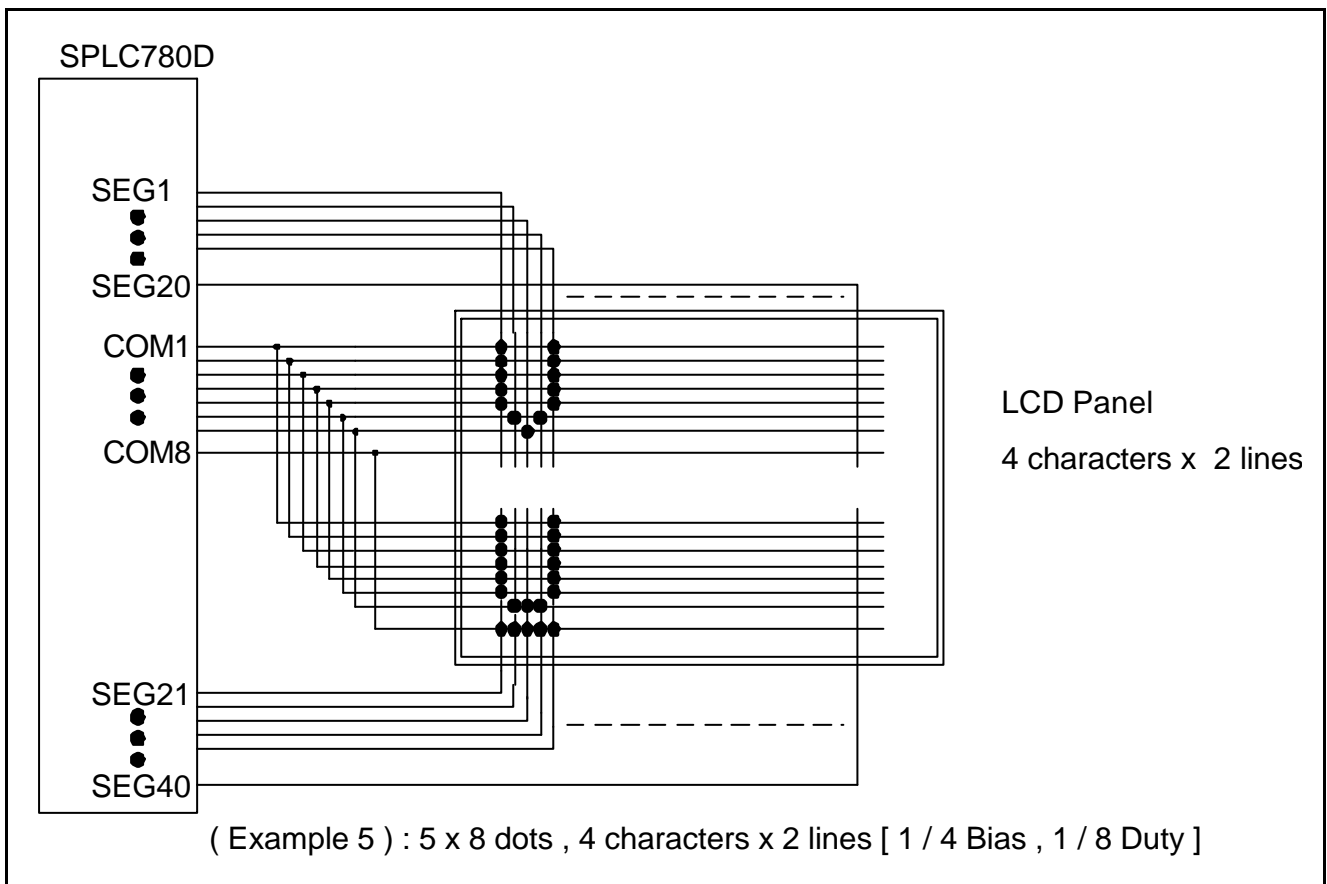 SPLC780D
SEG1
SEG20
COM1
COM8
LCD Panel
4 characters x 2 lines
SEG21
SEG40
( Example 5 ) : 5 x 8 dots , 4 characters x 2 lines [ 1 / 4 Bias , 1 / 8 Duty ]